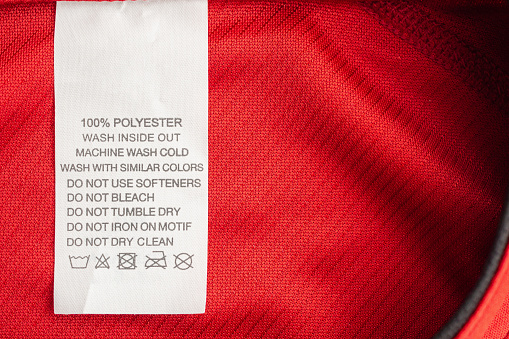 100% POLYESTER
WASH INSIDE OUT
MACHINE WASH COLD
WASH WITH SIMILAR COLORS
DO NOT USE SOFTENERS
DO NOT BLEACH
DO NOT TUMBLE DRY
DO NOT IRON ON MOTIF
DO NOT DRY CLEAN